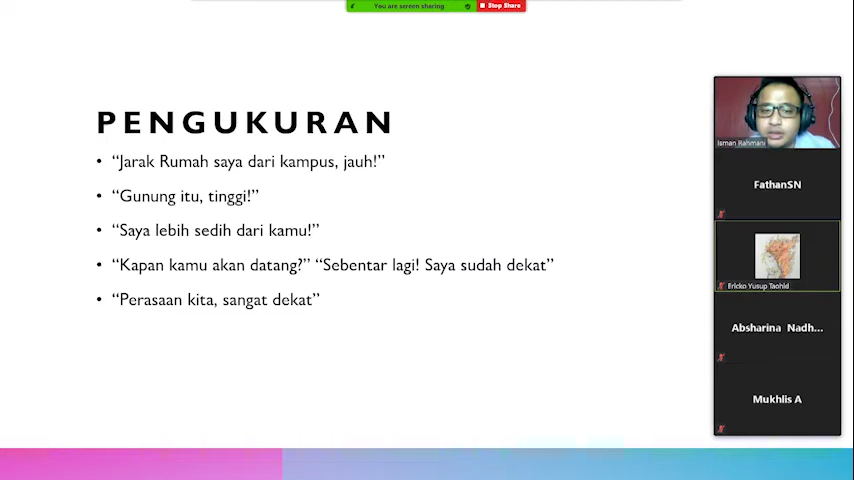 You are screen sharing
Stop Share
PENGUKURAN
• “Jarak Rumah saya dari kampus, jauh!”
• “Gunung itu, tinggi!”
• “Saya lebih sedih dari kamu!”
• “Kapan kamu akan datang?” “Sebentar lagi! Saya sudah dekat”
• “Perasaan kita, sangat dekat”
Isman Rahmani
FathanSN
Ericko Yusup Taohid
Absharina Nadh...
Mukhlis A